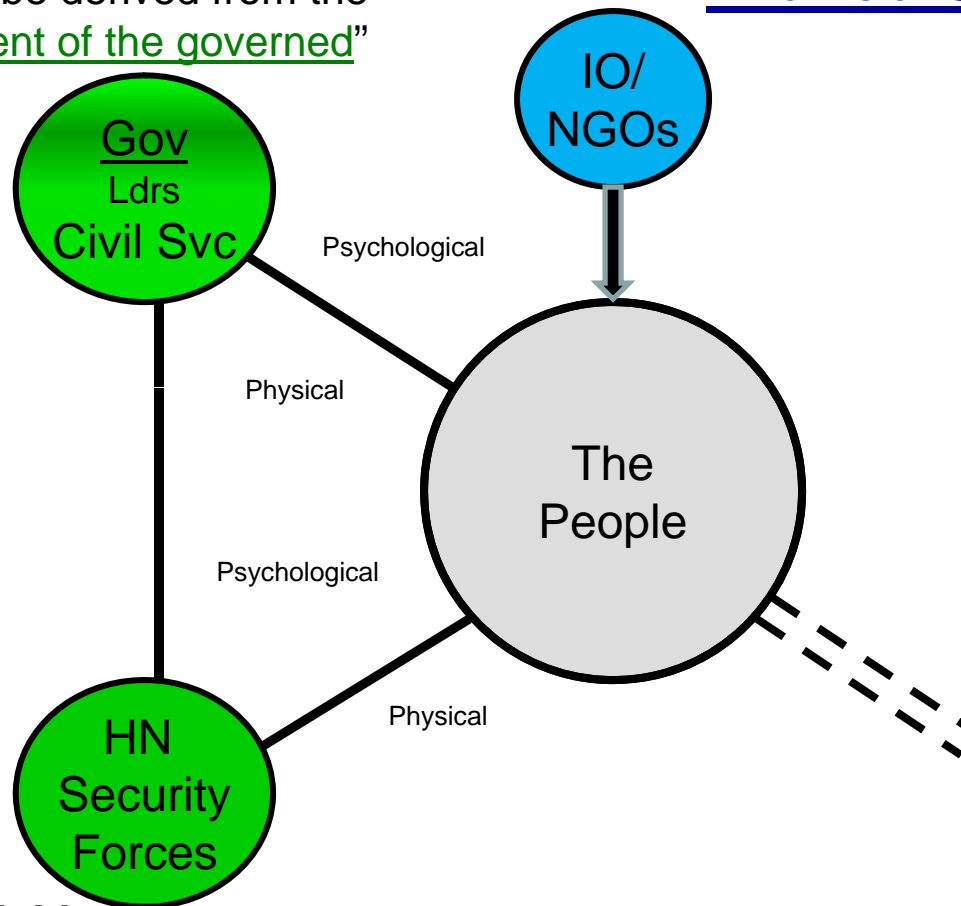 be derived from the
ent of the governed”
IO/
NGOs
Gov
Ldrs
Civil Svc
Psychological
Physical
The
People
Psychological
Physical
HN
Security
Forces